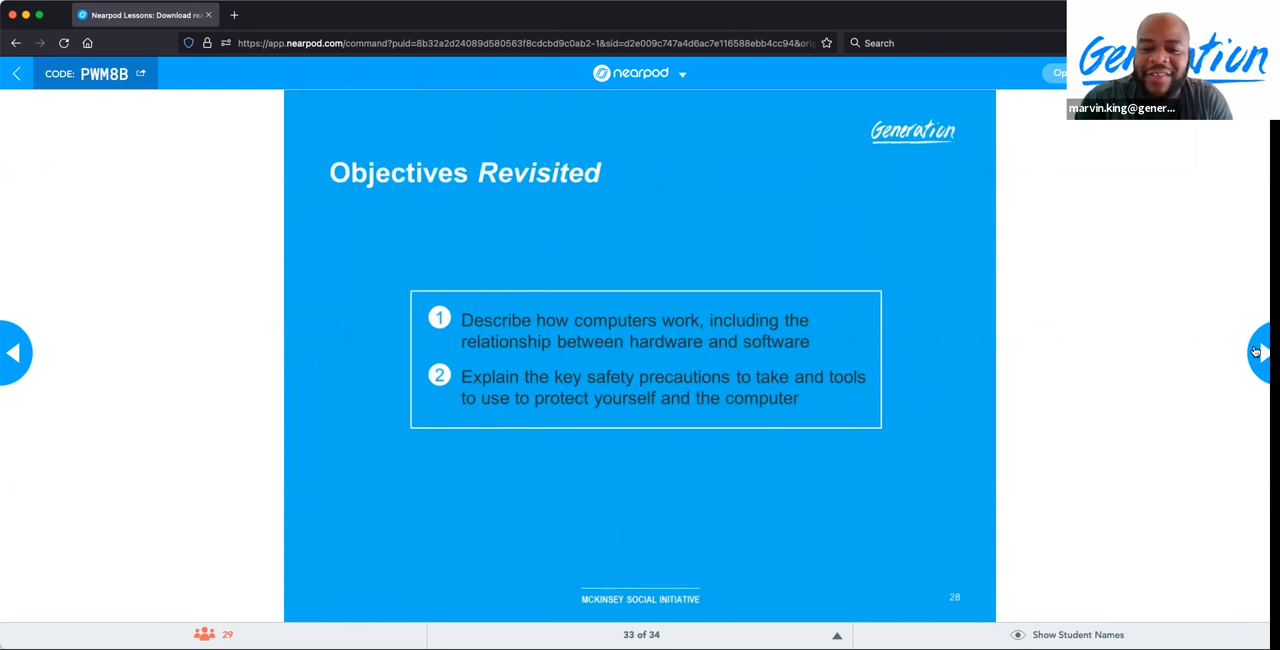 Nearpod Lessons: Download rea
https://app.nearpod.com/command?puid=8b32a2d24089d580563f8cdcbd9c0ab2-1&sid=d2e009c747a4d6ac7e116588ebb4cc94&ori
Search
CODE: PWM8B
nearpod
Op
Generation
marvin.king@gener...
Generation
Objectives Revisited
1 Describe how computers work, including the
relationship between hardware and software
2 Explain the key safety precautions to take and tools
to use to protect yourself and the computer
MCKINSEY SOCIAL INITIATIVE
28
29
33 of 34
Show Student Names